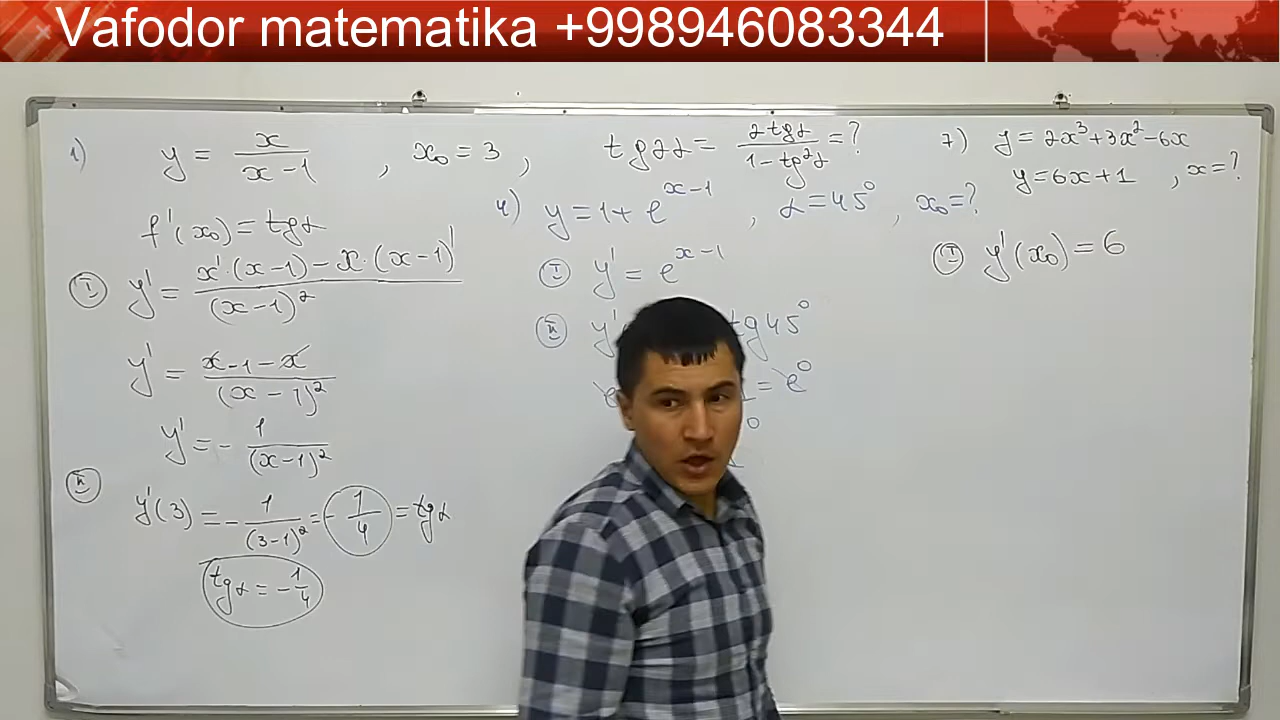 Vafodor matematika +998946083344
1) y = x/(x-1) , x₀ = 3 , tg2α = 2tgα/(1-tg²α) = ?
f'(x₀) = tgα
I y' = (x'·(x-1) - x·(x-1)')/(x-1)²
y' = (x-1-x)/(x-1)²
y' = - 1/(x-1)²
II
y'(3) = - 1/(3-1)² = - 1/4 = tgα
tgα = - 1/4
4) y = 1 + e^(x-1) , α = 45° , x₀ = ?
I y' = e^(x-1)
II y' tg45°
= e⁰
7) y = 2x³+3x²-6x
y = 6x+1 , x = ?
I y'(x₀) = 6